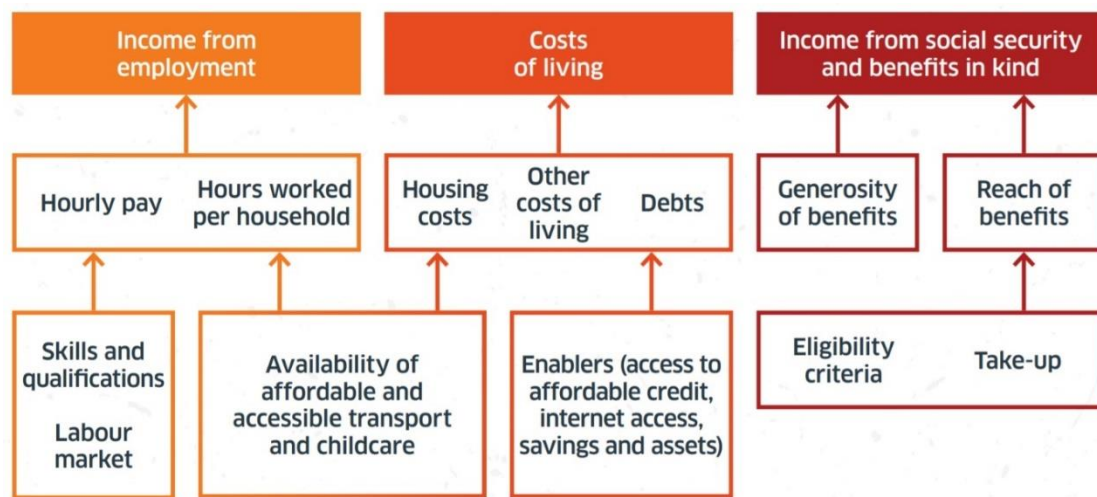 Income from
employment
Costs
of living
Income from social security
and benefits in kind
Hourly pay
Hours worked
per household
Housing
costs
Other
costs of
living
Debts
Generosity
of benefits
Reach of
benefits
Skills and
qualifications
Labour
market
Availability of
affordable and
accessible transport
and childcare
Enablers (access to
affordable credit,
internet access,
savings and assets)
Eligibility
criteria
Take-up